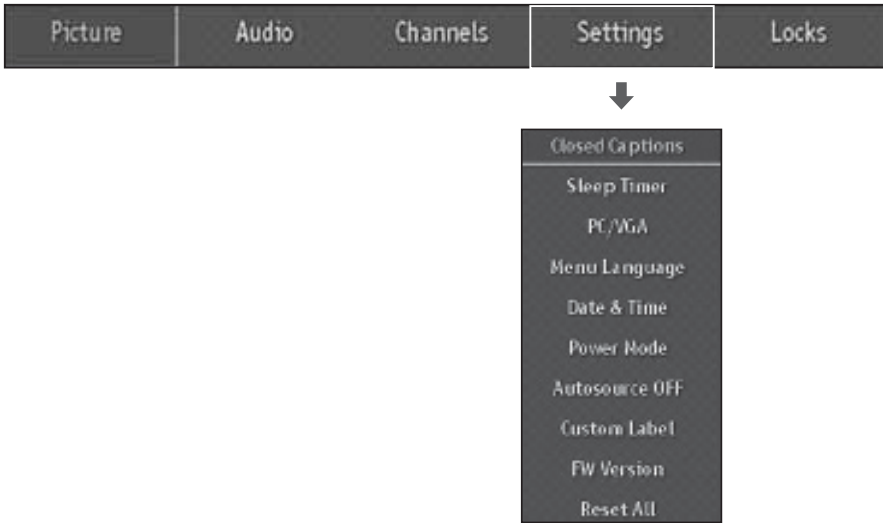 Picture Audio Channels Settings Locks
Closed Captions
Sleep Timer
PC/VGA
Menu Language
Date & Time
Power Mode
Autosource OFF
Custom Label
FW Version
Reset All